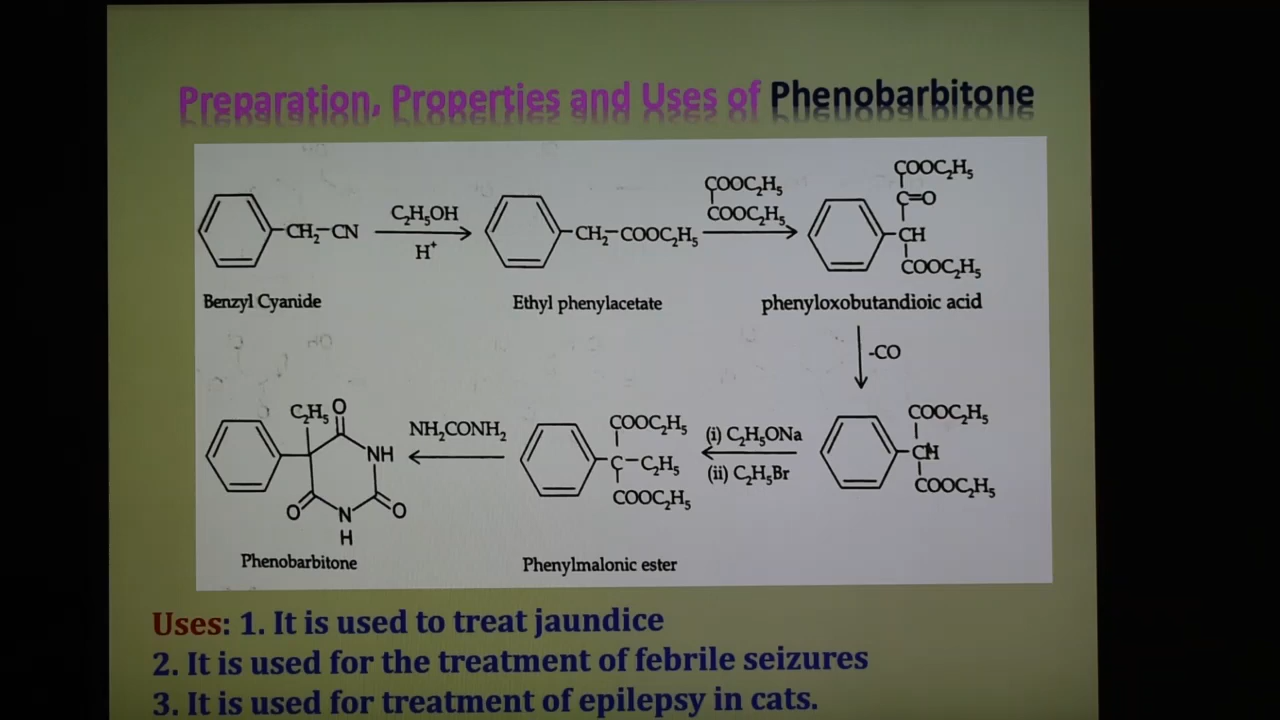 Preparation, Properties and Uses of Phenobarbitone
CH₂-CN
C₂H₅OH
H⁺
CH₂-COOC₂H₅
COOC₂H₅
COOC₂H₅
COOC₂H₅
C=O
CH
COOC₂H₅
Benzyl Cyanide
Ethyl phenylacetate
phenyloxobutandioic acid
-CO
C₂H₅
O
NH
O
N
H
O
NH₂CONH₂
COOC₂H₅
C-C₂H₅
COOC₂H₅
(i) C₂H₅ONa
(ii) C₂H₅Br
COOC₂H₅
CH
COOC₂H₅
Phenobarbitone
Phenylmalonic ester
Uses: 1. It is used to treat jaundice
2. It is used for the treatment of febrile seizures
3. It is used for treatment of epilepsy in cats.